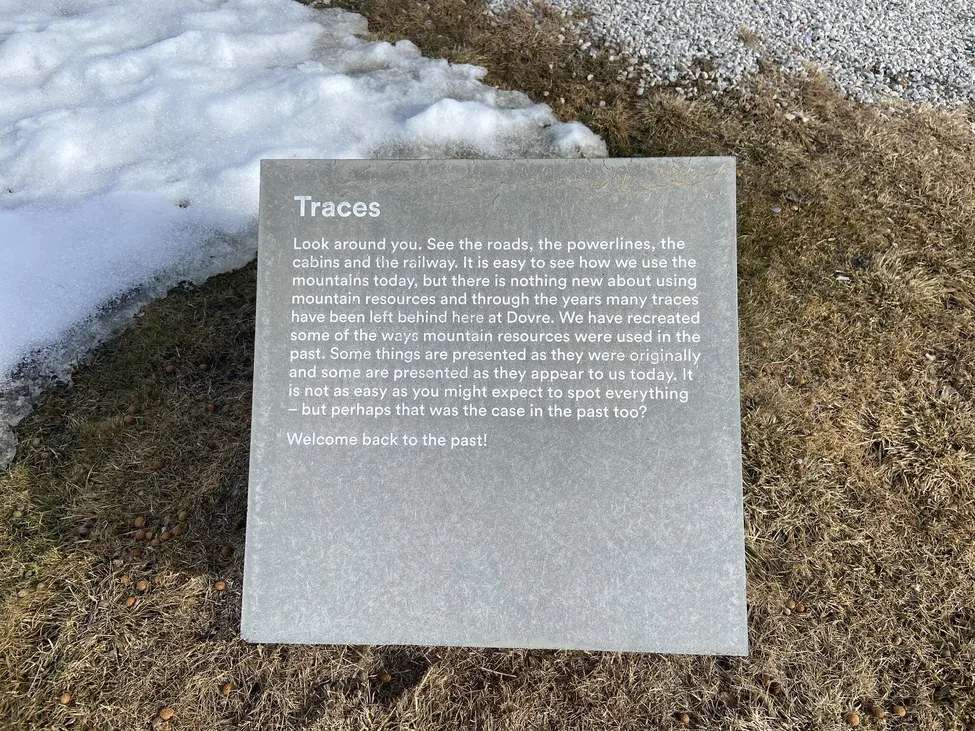 Traces
Look around you. See the roads, the powerlines, the
cabins and the railway. It is easy to see how we use the
mountains today, but there is nothing new about using
mountain resources and through the years many traces
have been left behind here at Dovre. We have recreated
some of the ways mountain resources were used in the
past. Some things are presented as they were originally
and some are presented as they appear to us today. It
is not as easy as you might expect to spot everything
– but perhaps that was the case in the past too?
Welcome back to the past!